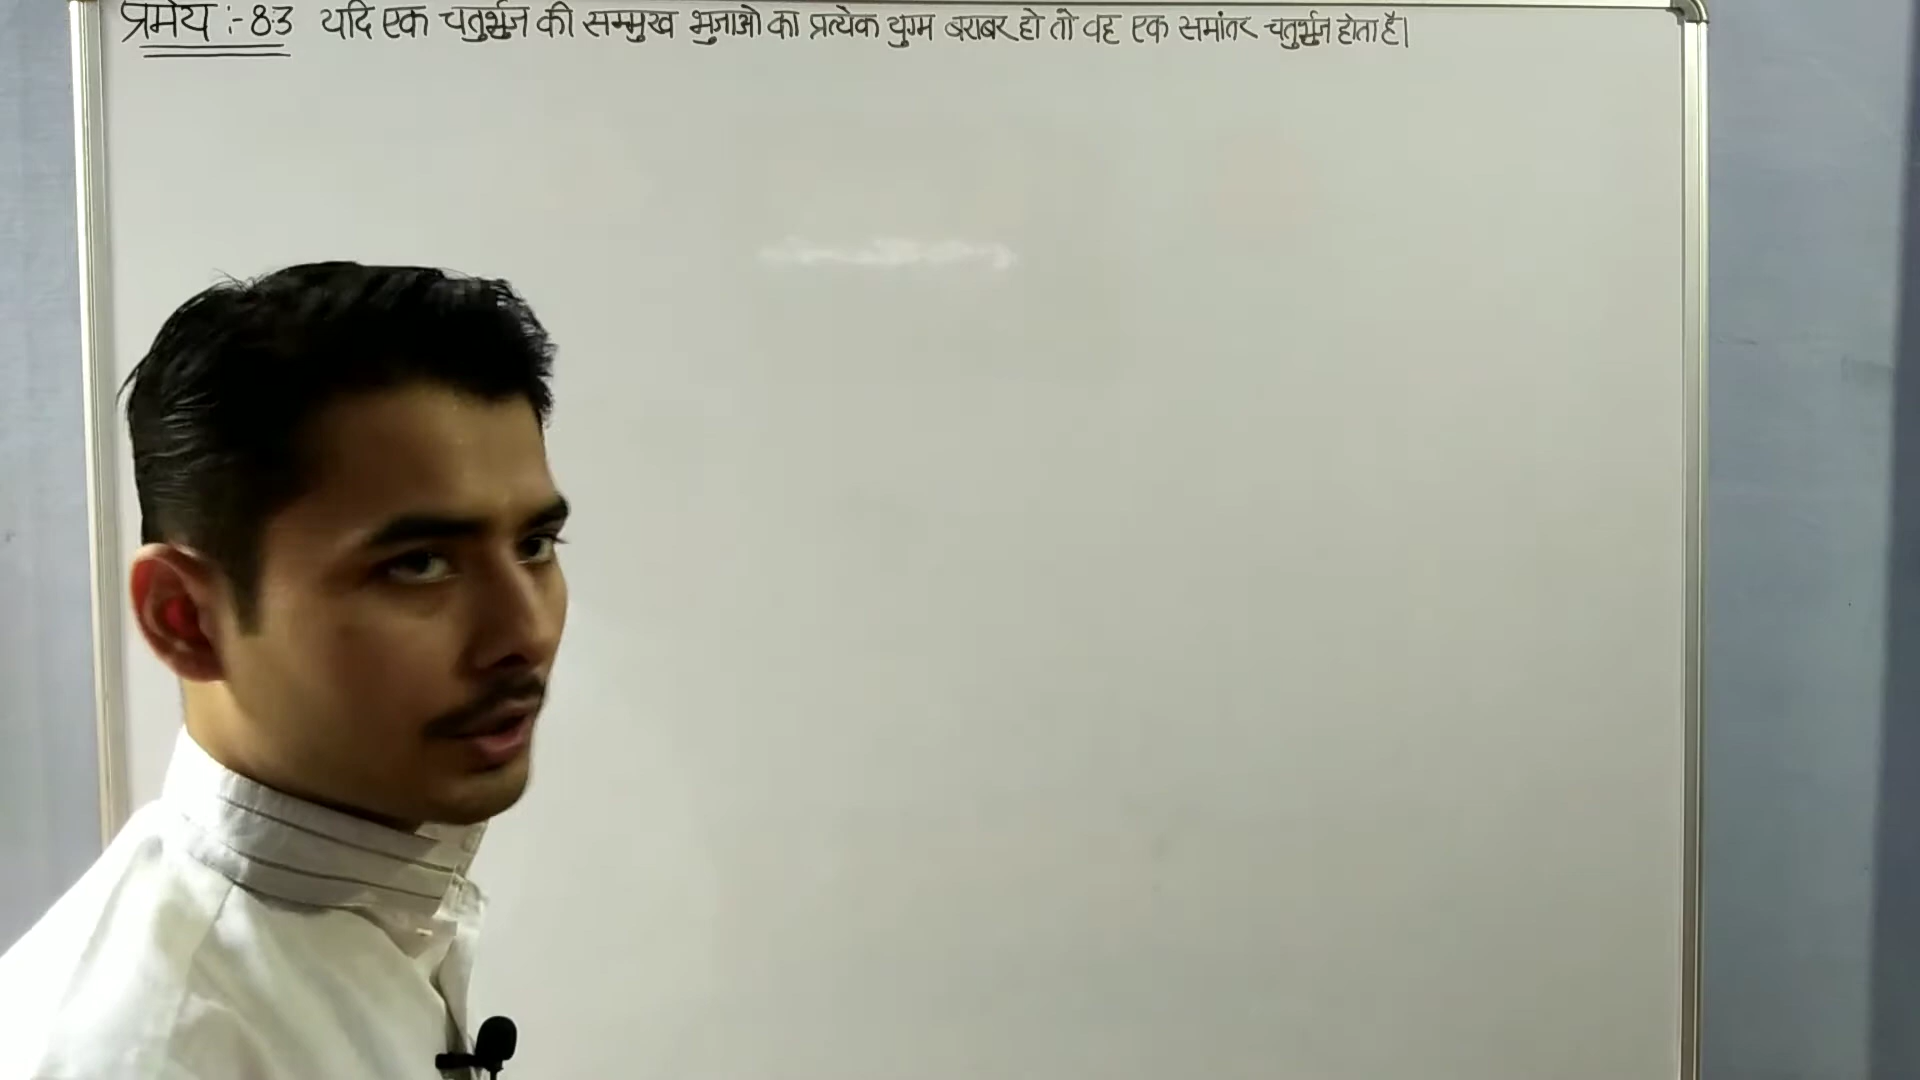 प्रमेय :- 8.3 यदि एक चतुर्भुज की सम्मुख भुजाओ का प्रत्येक युग्म बराबर हो तो वह एक समांतर चतुर्भुज होता है।